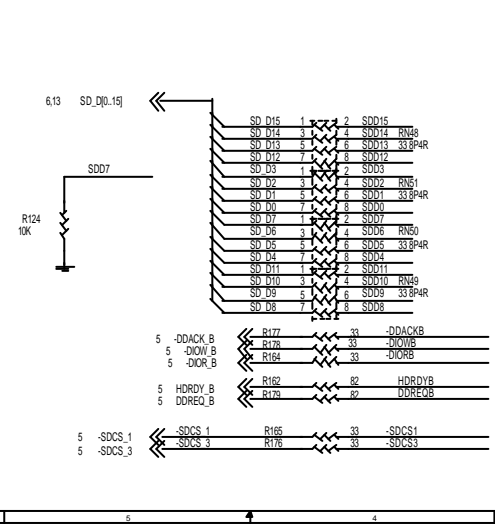 6,13 SD_D[0..15]
SD_D15 1 2 SDD15
SD_D14 3 4 SDD14 RN48
SD_D13 5 6 SDD13 33 8P4R
SD_D12 7 8 SDD12
SDD7
SD_D3 1 2 SDD3
SD_D2 3 4 SDD2 RN51
SD_D1 5 6 SDD1 33 8P4R
SD_D0 7 8 SDD0
SD_D7 1 2 SDD7
R124
SD_D6 3 4 SDD6 RN50
10K
SD_D5 5 6 SDD5 33 8P4R
SD_D4 7 8 SDD4
SD_D11 1 2 SDD11
SD_D10 3 4 SDD10 RN49
SD_D9 5 6 SDD9 33 8P4R
SD_D8 7 8 SDD8
5 -DDACK_B R177 33 -DDACKB
5 -DIOW_B R178 33 -DIOWB
5 -DIOR_B R164 33 -DIORB
5 HDRDY_B R162 82 HDRDYB
5 DDREQ_B R179 82 DDREQB
5 -SDCS_1 -SDCS_1 R165 33 -SDCS1
5 -SDCS_3 -SDCS_3 R176 33 -SDCS3
5 4